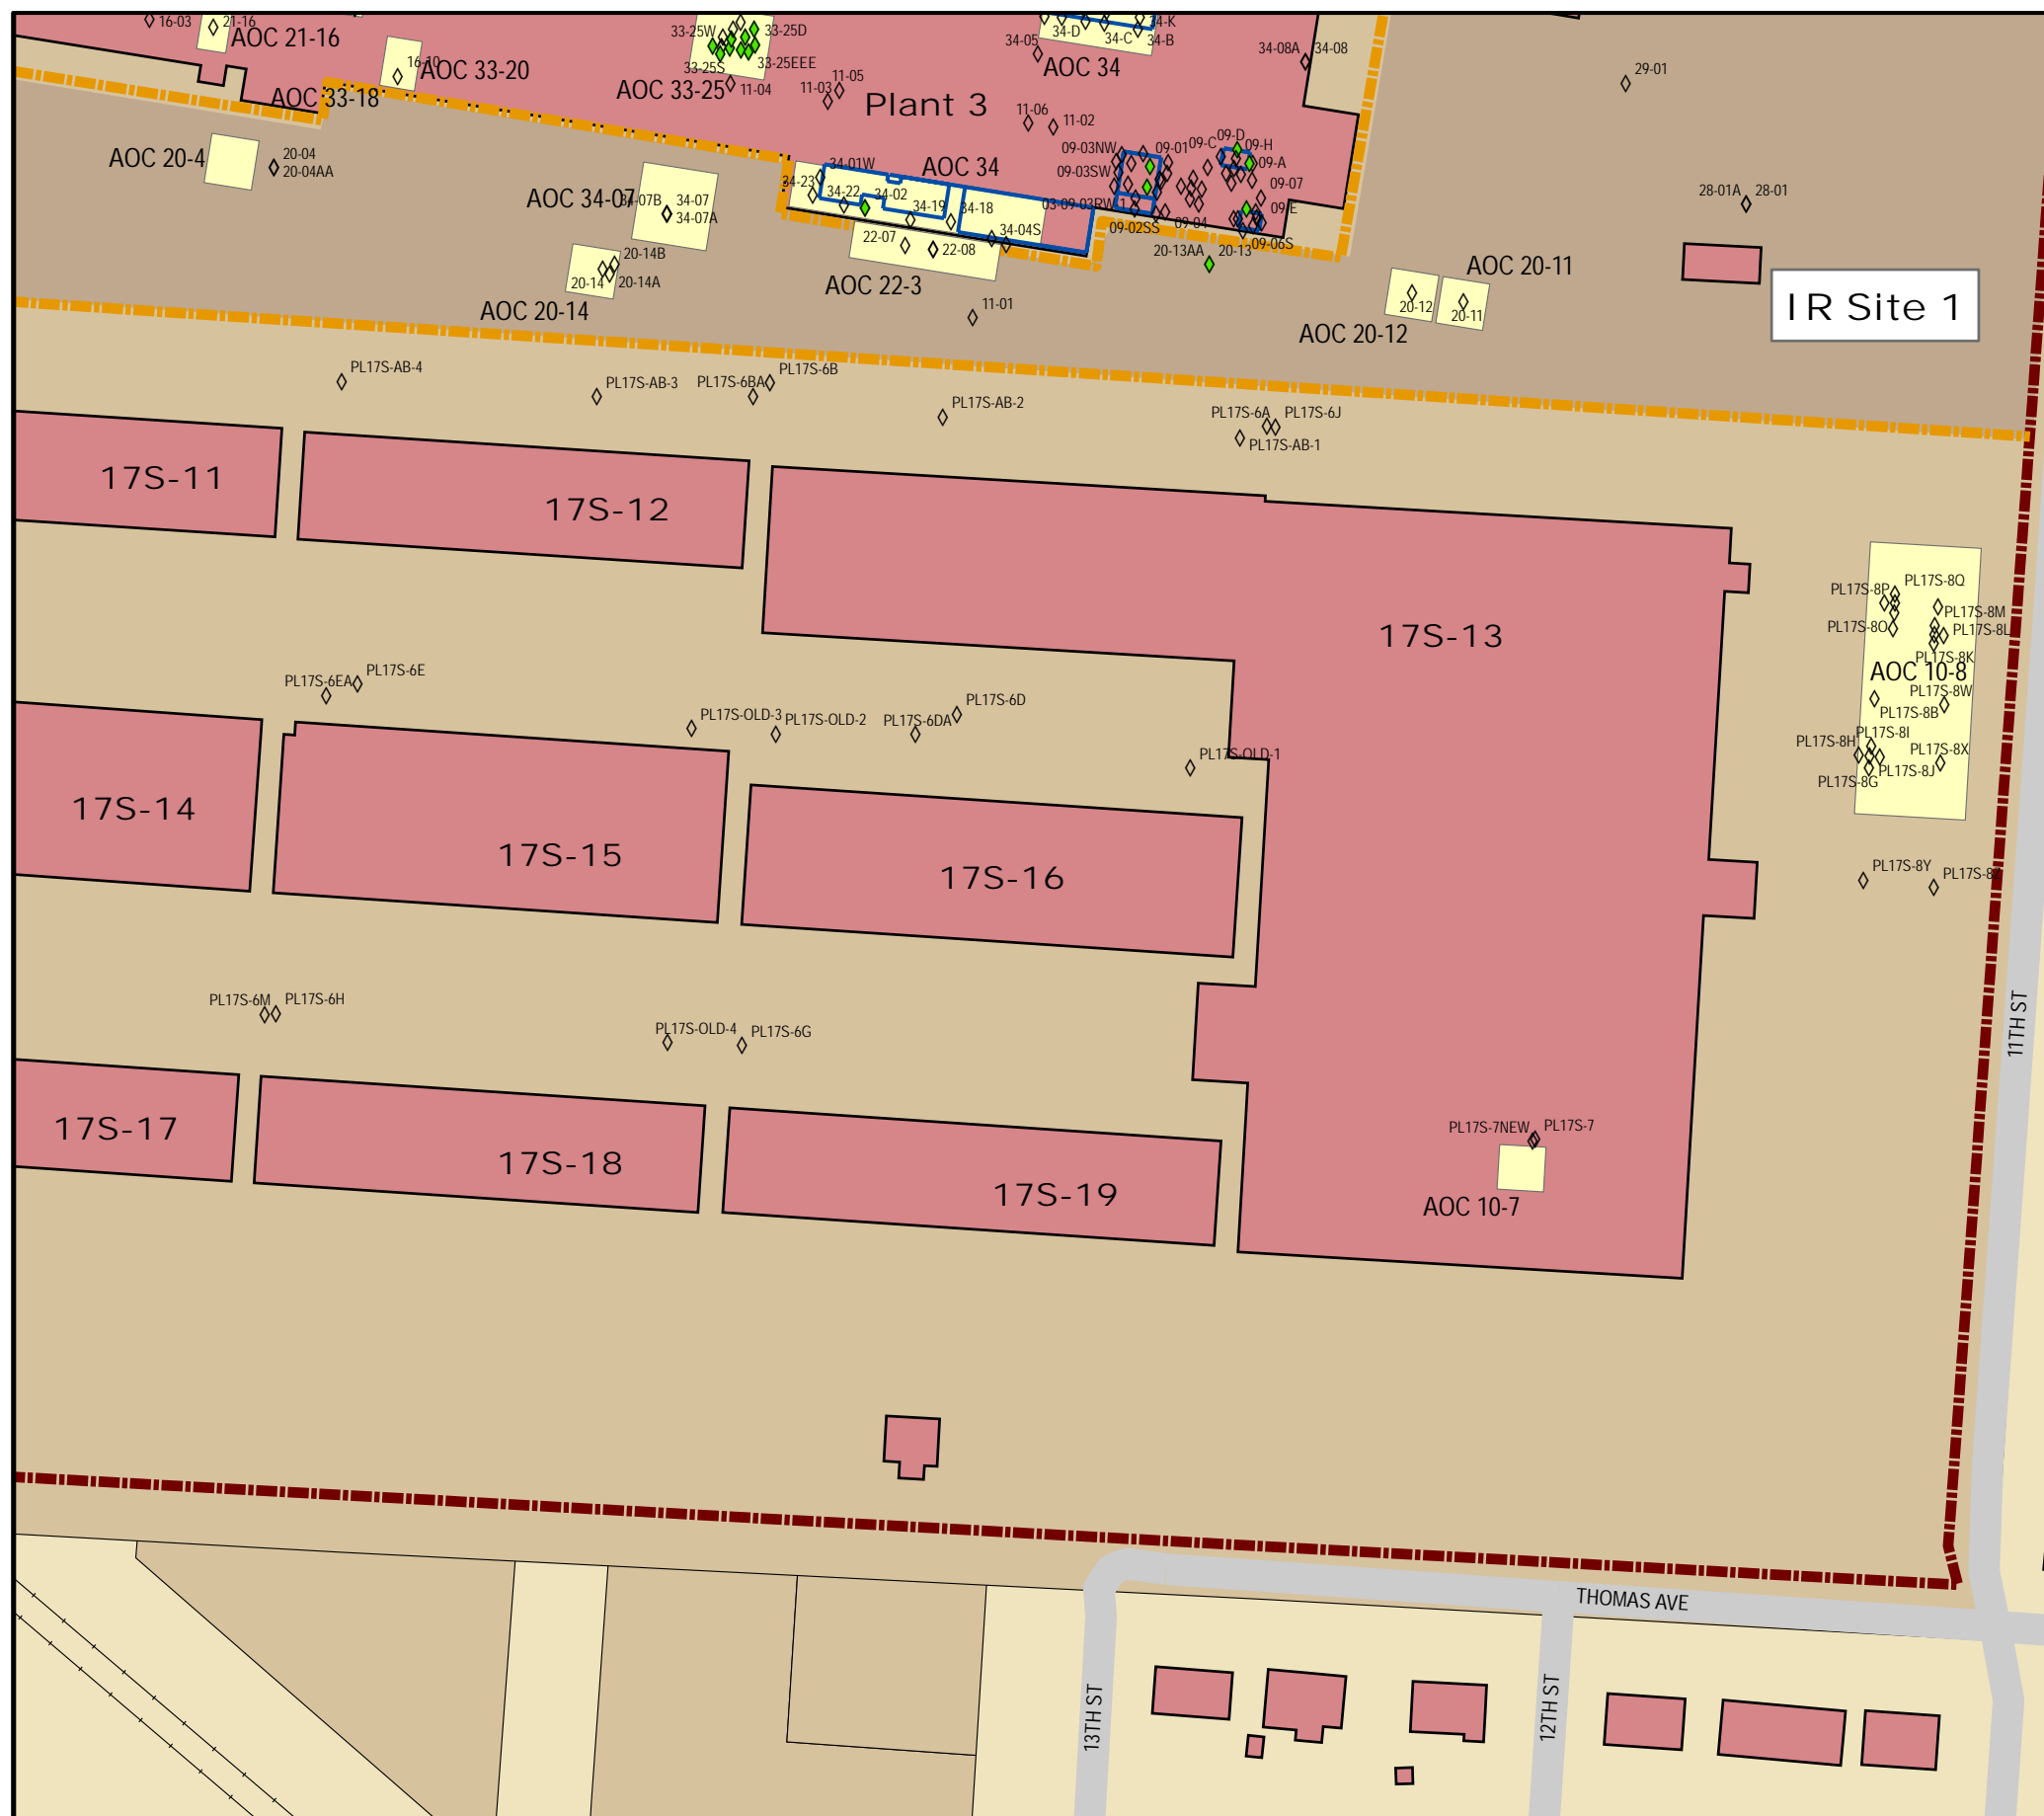 16-03
21-16
AOC 21-16
16-10
AOC 33-20
AOC 33-18
33-25W
33-25D
33-25S
33-25EEE
AOC 33-25
11-04
11-05
11-03
Plant 3
34-D
34-C
34-K
34-B
34-05
AOC 34
34-08A
34-08
29-01
11-06
11-02
AOC 20-4
20-04
20-04AA
AOC 34-07
34-07B
34-07
34-07A
34-01W
AOC 34
34-23
34-22
34-02
34-19
34-18
34-04S
09-03NW
09-01
09-C
09-D
09-H
09-A
09-03SW
09-07
03-09-03RW-1
09-E
09-02SS
09-04
09-06S
20-13AA
20-13
28-01A
28-01
22-07
22-08
AOC 22-3
20-14B
20-14
20-14A
AOC 20-14
11-01
20-12
AOC 20-12
20-11
AOC 20-11
IR Site 1
PL17S-AB-4
PL17S-AB-3
PL17S-6BA
PL17S-6B
PL17S-AB-2
PL17S-6A
PL17S-6J
PL17S-AB-1
17S-11
17S-12
17S-13
PL17S-8Q
PL17S-8P
PL17S-8M
PL17S-8O
PL17S-8L
PL17S-8K
AOC 10-8
PL17S-8W
PL17S-8B
PL17S-8I
PL17S-8H
PL17S-8X
PL17S-8J
PL17S-8G
PL17S-8Y
PL17S-8Z
PL17S-6EA
PL17S-6E
PL17S-OLD-3
PL17S-OLD-2
PL17S-6DA
PL17S-6D
PL17S-OLD-1
17S-14
17S-15
17S-16
PL17S-6M
PL17S-6H
PL17S-OLD-4
PL17S-6G
11TH ST
17S-17
17S-18
17S-19
PL17S-7NEW
PL17S-7
AOC 10-7
THOMAS AVE
13TH ST
12TH ST